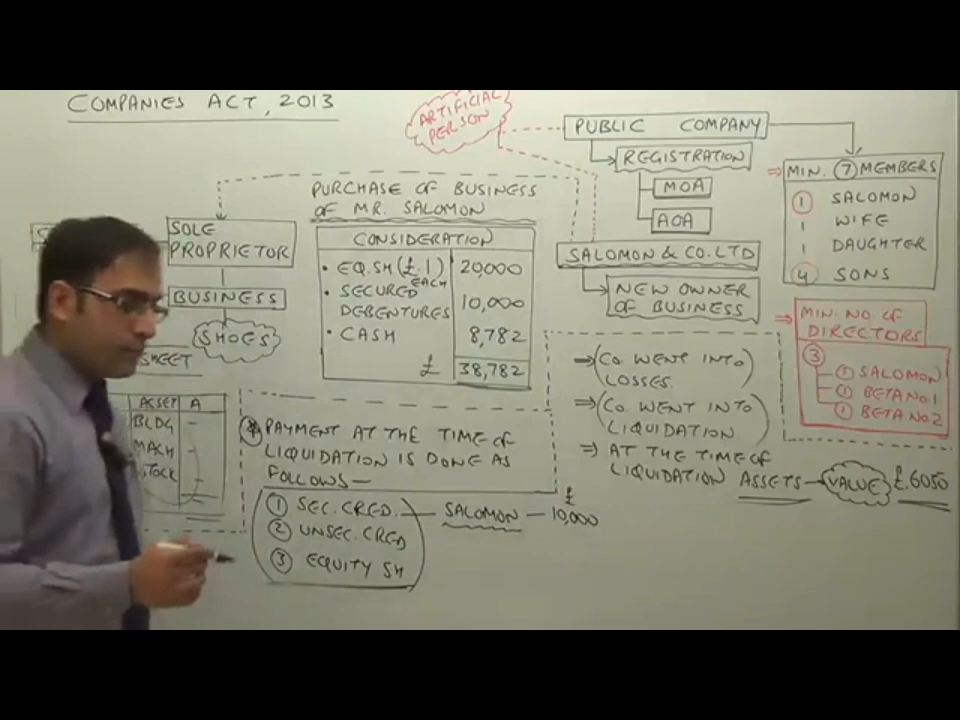 COMPANIES ACT, 2013
ARTIFICIAL
PERSON
PUBLIC COMPANY
REGISTRATION
MOA
AOA
SALOMON & CO. LTD
NEW OWNER
OF BUSINESS
MIN. 7 MEMBERS
1 SALOMON
1 WIFE
1 DAUGHTER
4 SONS
MIN. NO OF
DIRECTORS
3
1 SALOMON
1 BETA NO.1
1 BETA NO.2
PURCHASE OF BUSINESS
OF MR. SALOMON
CONSIDERATION
• EQ.SH (£.1) 20,000
EACH
• SECURED
DEBENTURES 10,000
• CASH 8,782
£ 38,782
SOLE
PROPRIETOR
BUSINESS
SHOES
SHEET
ASSET A
BLDG -
MACH -
STOCK -
PAYMENT AT THE TIME OF
LIQUIDATION IS DONE AS
FOLLOWS—
1 SEC. CRED. — SALOMON — £ 10,000
2 UNSEC. CRED
3 EQUITY SH
⇒ (CO. WENT INTO
LOSSES.)
⇒ (CO. WENT INTO
LIQUIDATION)
⇒ AT THE TIME OF
LIQUIDATION ASSETS — VALUE £.6050